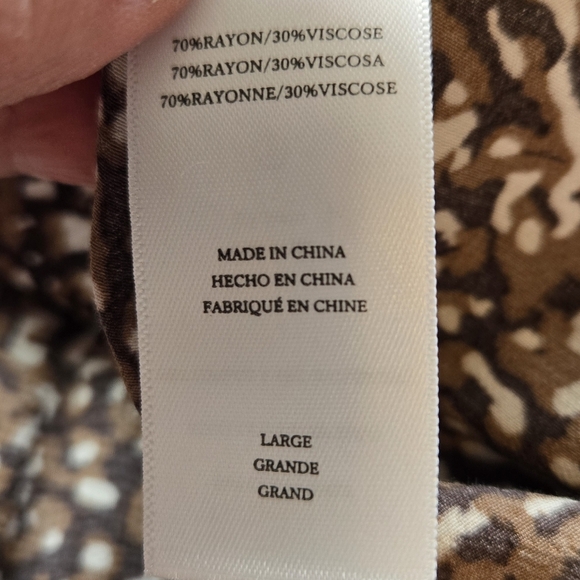 70%RAYON/30%VISCOSE
70%RAYON/30%VISCOSA
70%RAYONNE/30%VISCOSE
MADE IN CHINA
HECHO EN CHINA
FABRIQUÉ EN CHINE
LARGE
GRANDE
GRAND